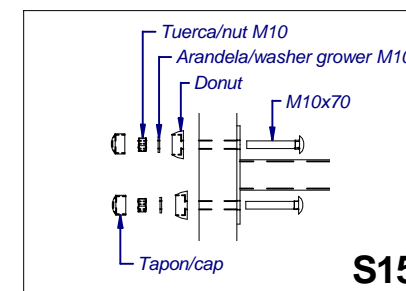 Tuerca/nut M10
Arandela/washer grower M10
Donut
M10x70
Tapon/cap
S15